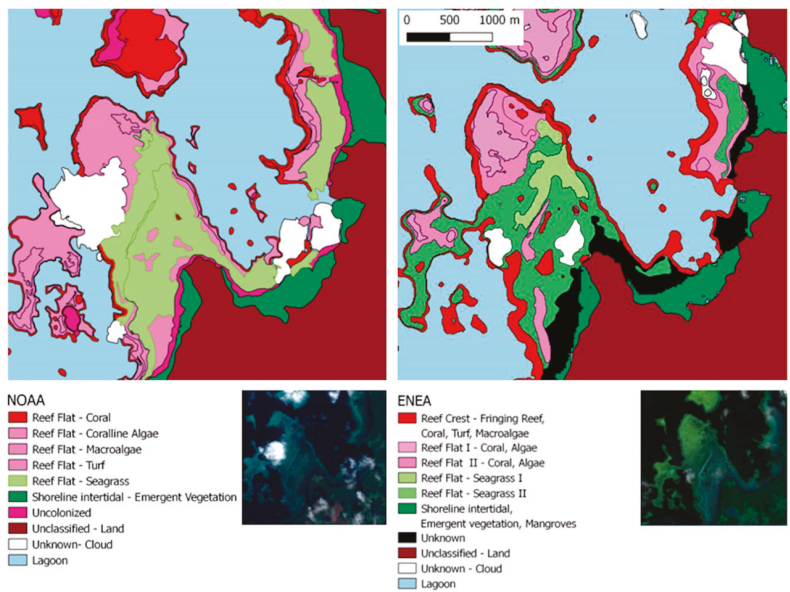 0 500 1000 m
NOAA
Reef Flat - Coral
Reef Flat - Coralline Algae
Reef Flat - Macroalgae
Reef Flat - Turf
Reef Flat - Seagrass
Shoreline intertidal - Emergent Vegetation
Uncolonized
Unclassified - Land
Unknown- Cloud
Lagoon
ENEA
Reef Crest - Fringing Reef,
Coral, Turf, Macroalgae
Reef Flat I - Coral, Algae
Reef Flat II - Coral, Algae
Reef Flat - Seagrass I
Reef Flat - Seagrass II
Shoreline intertidal,
Emergent vegetation, Mangroves
Unknown
Unclassified - Land
Unknown - Cloud
Lagoon